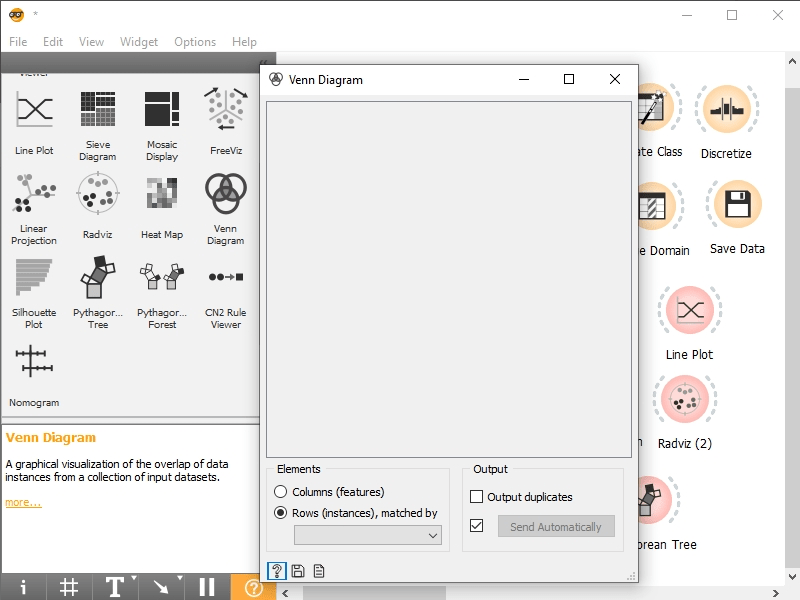 *
File Edit View Widget Options Help
Viewer
Line Plot
Sieve
Diagram
Mosaic
Display
FreeViz
Linear
Projection
Radviz
Heat Map
Venn
Diagram
Silhouette
Plot
Pythagor...
Tree
Pythagor...
Forest
CN2 Rule
Viewer
Nomogram
Venn Diagram
A graphical visualization of the overlap of data
instances from a collection of input datasets.
more...
Venn Diagram
Elements
Columns (features)
Rows (instances), matched by
Output
Output duplicates
Send Automatically
ate Class
Discretize
e Domain
Save Data
Line Plot
Radviz (2)
orean Tree